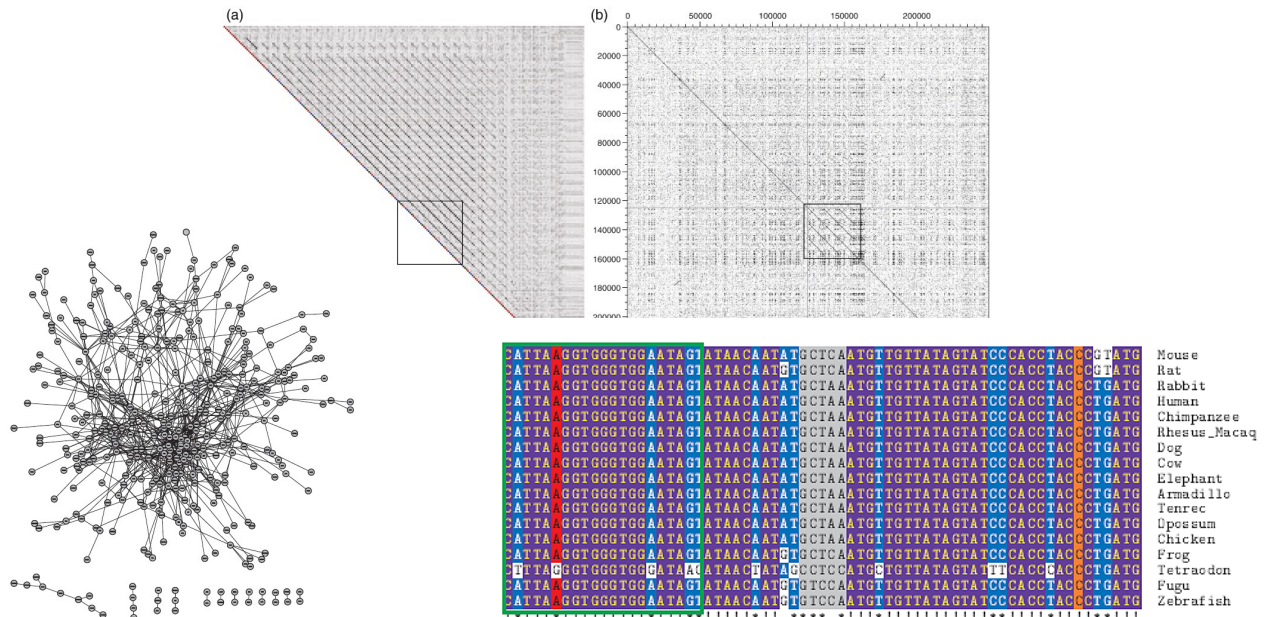 (a)
(b)
0 50000 100000 150000 200000
0
20000
40000
60000
80000
100000
120000
140000
160000
180000
CATTAAGGTGGGTGGAATAGTATAACAATATGCTCAATGTTGTTATAGTATCCCACCTACCCGTATG Mouse
CATTAAGGTGGGTGGAATAGTATAACAATGTGCTCAATGTTGTTATAGTATCCCACCTACCCGTATG Rat
CATTAAGGTGGGTGGAATAGTATAACAATATGCTAAATGTTGTTATAGTATCCCACCTACCCTGATG Rabbit
CATTAAGGTGGGTGGAATAGTATAACAATATGCTAAATGTTGTTATAGTATCCCACCTACCCTGATG Human
CATTAAGGTGGGTGGAATAGTATAACAATATGCTAAATGTTGTTATAGTATCCCACCTACCCTGATG Chimpanzee
CATTAAGGTGGGTGGAATAGTATAACAATATGCTAAATGTTGTTATAGTATCCCACCTACCCTGATG Rhesus_Macaq
CATTAAGGTGGGTGGAATAGTATAACAATATGCTAAATGTTGTTATAGTATCCCACCTACCCTGATG Dog
CATTAAGGTGGGTGGAATAGTATAACAATATGCTAAATGTTGTTATAGTATCCCACCTACCCTGATG Cow
CATTAAGGTGGGTGGAATAGTATAACAATATGCTAAATGTTGTTATAGTATCCCACCTACCCTGATG Elephant
CATTAAGGTGGGTGGAATAGTATAACAATATGCTAAATGTTGTTATAGTATCCCACCTACCCTGATG Armadillo
CATTAAGGTGGGTGGAATAGTATAACAATATGCTAAATGTTGTTATAGTATCCCACCTACCCTGATG Tenrec
CATTAAGGTGGGTGGAATAGTATAACAATATGCTAAATGTTGTTATAGTATCCCACCTACCCTGATG Opossum
CATTAAGGTGGGTGGAATAGTATAACAATATGCTAAATGTTGTTATAGTATCCCACCTACCCTGATG Chicken
CATTAAGGTGGGTGGAATAGTATAACAATGTGCTCAATGTTGTTATAGTATCCCACCTACCCTGATG Frog
CTTTAGGGTGGGTGGGATAACATAACTATAGCCTCCATGCTGTTATAGTATTTCACCCACCCTGATG Tetraodon
CATTAAGGTGGGTGGAATAGTATAACAATGTGTCCAATGTTGTTATAGTATCCCACCTACCCTGATG Fugu
CATTAAGGTGGGTGGAATAGTATAACAATGTGTCCAATGTTGTTATAGTATCCCACCTACCCTGATG Zebrafish